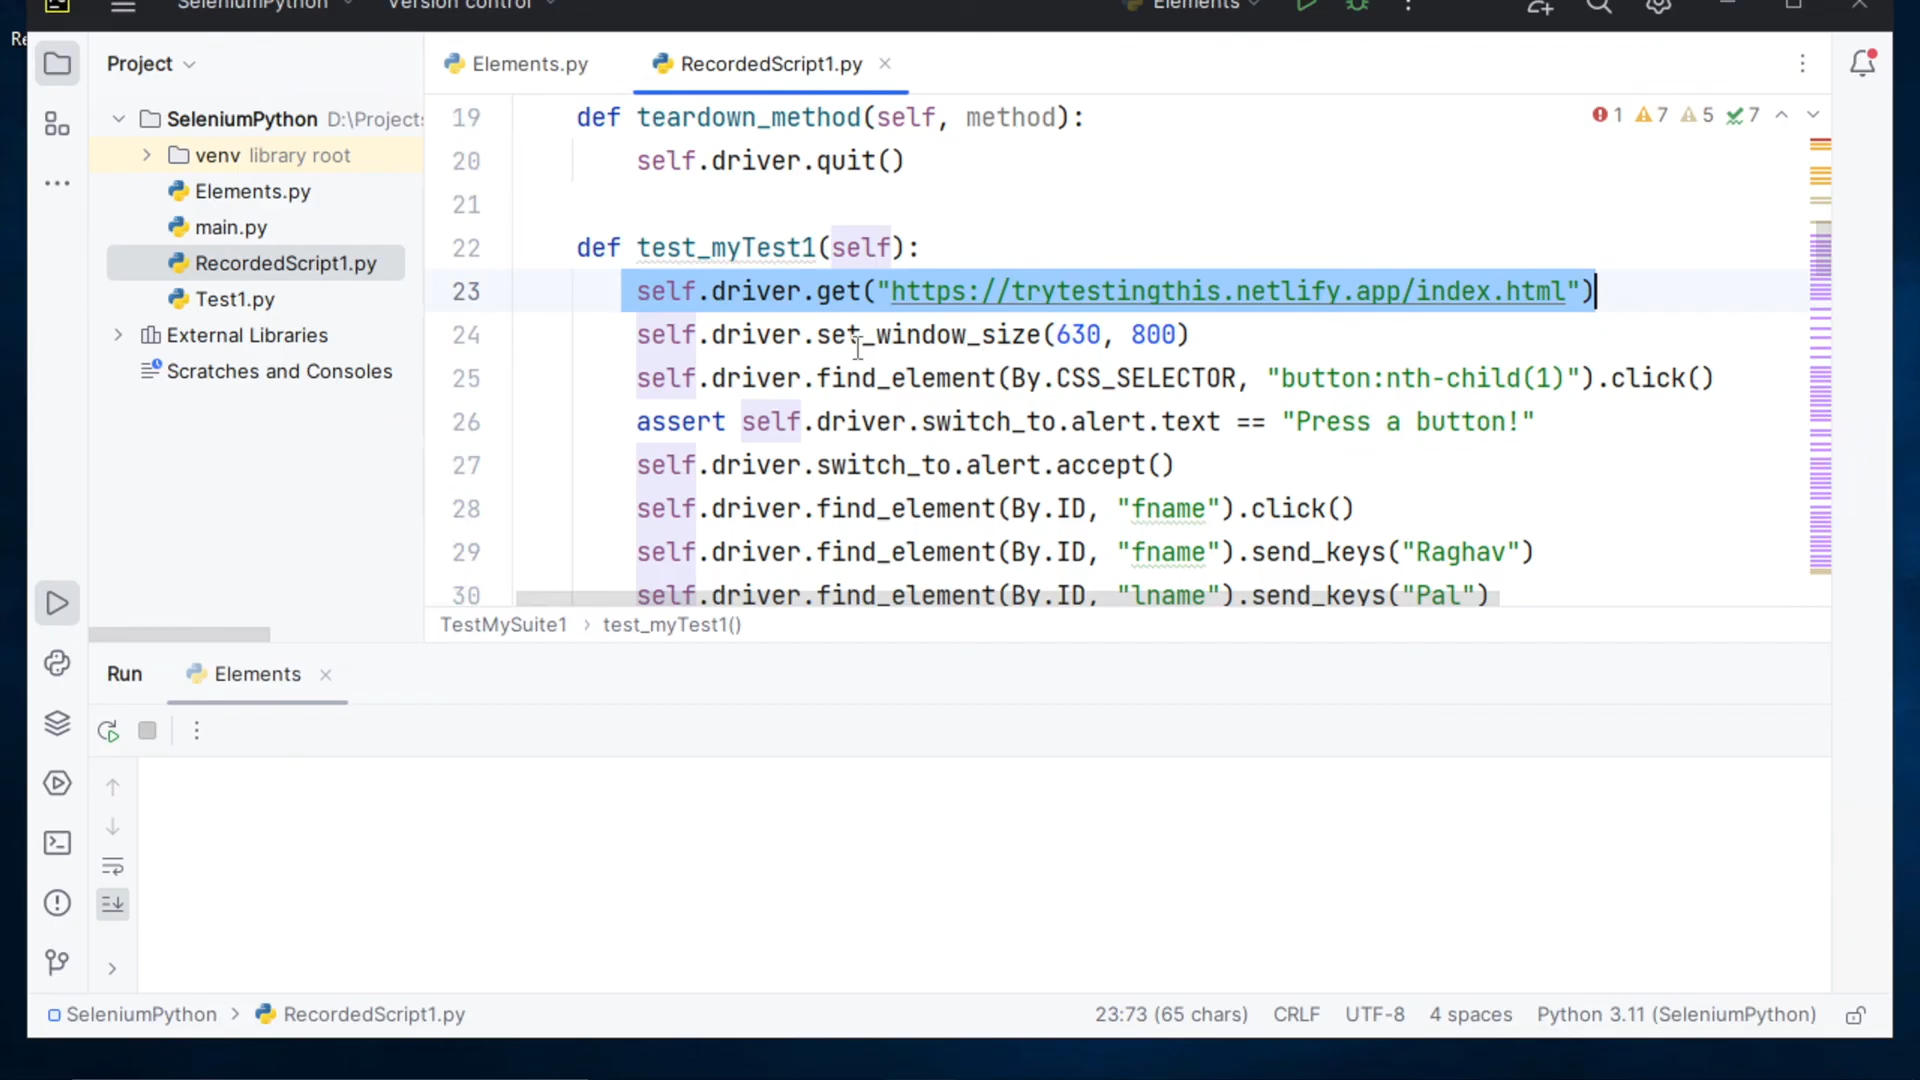 SeleniumPython
Version control
Elements
Re
Project
Elements.py
RecordedScript1.py
SeleniumPython D:\Project
venv library root
Elements.py
main.py
RecordedScript1.py
Test1.py
External Libraries
Scratches and Consoles
1 7 5 7
19 def teardown_method(self, method):
20 self.driver.quit()
21
22 def test_myTest1(self):
23 self.driver.get("https://trytestingthis.netlify.app/index.html")
24 self.driver.set_window_size(630, 800)
25 self.driver.find_element(By.CSS_SELECTOR, "button:nth-child(1)").click()
26 assert self.driver.switch_to.alert.text == "Press a button!"
27 self.driver.switch_to.alert.accept()
28 self.driver.find_element(By.ID, "fname").click()
29 self.driver.find_element(By.ID, "fname").send_keys("Raghav")
30 self.driver.find_element(By.ID, "lname").send_keys("Pal")
TestMySuite1 › test_myTest1()
Run Elements
SeleniumPython › RecordedScript1.py
23:73 (65 chars) CRLF UTF-8 4 spaces Python 3.11 (SeleniumPython)